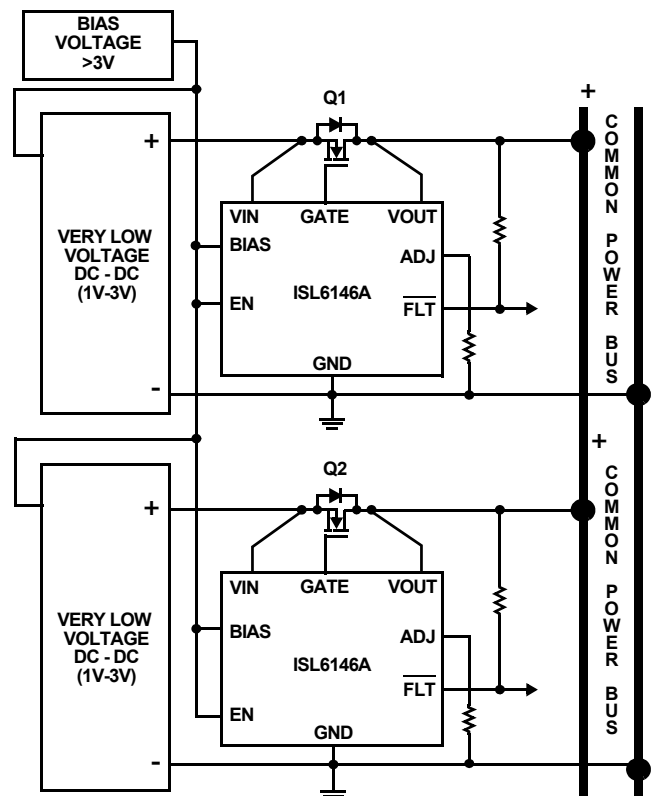 BIAS
VOLTAGE
>3V
Q1
+
+
VIN GATE VOUT
BIAS
ADJ
VERY LOW
VOLTAGE
DC - DC
(1V-3V)
ISL6146A
EN
FLT
GND
-
COMMON POWER BUS
+
Q2
+
VIN GATE VOUT
BIAS
ADJ
VERY LOW
VOLTAGE
DC - DC
(1V-3V)
ISL6146A
FLT
EN
GND
-
COMMON POWER BUS